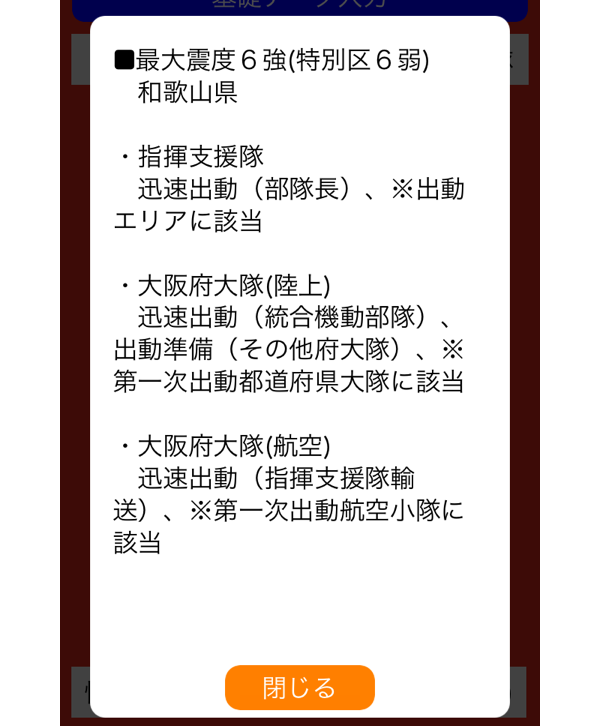 ■最大震度６強(特別区６弱)
和歌山県
・指揮支援隊
迅速出動（部隊長）、※出動
エリアに該当
・大阪府大隊(陸上)
迅速出動（統合機動部隊）、
出動準備（その他府大隊）、※
第一次出動都道府県大隊に該当
・大阪府大隊(航空)
迅速出動（指揮支援隊輸
送）、※第一次出動航空小隊に
該当
閉じる